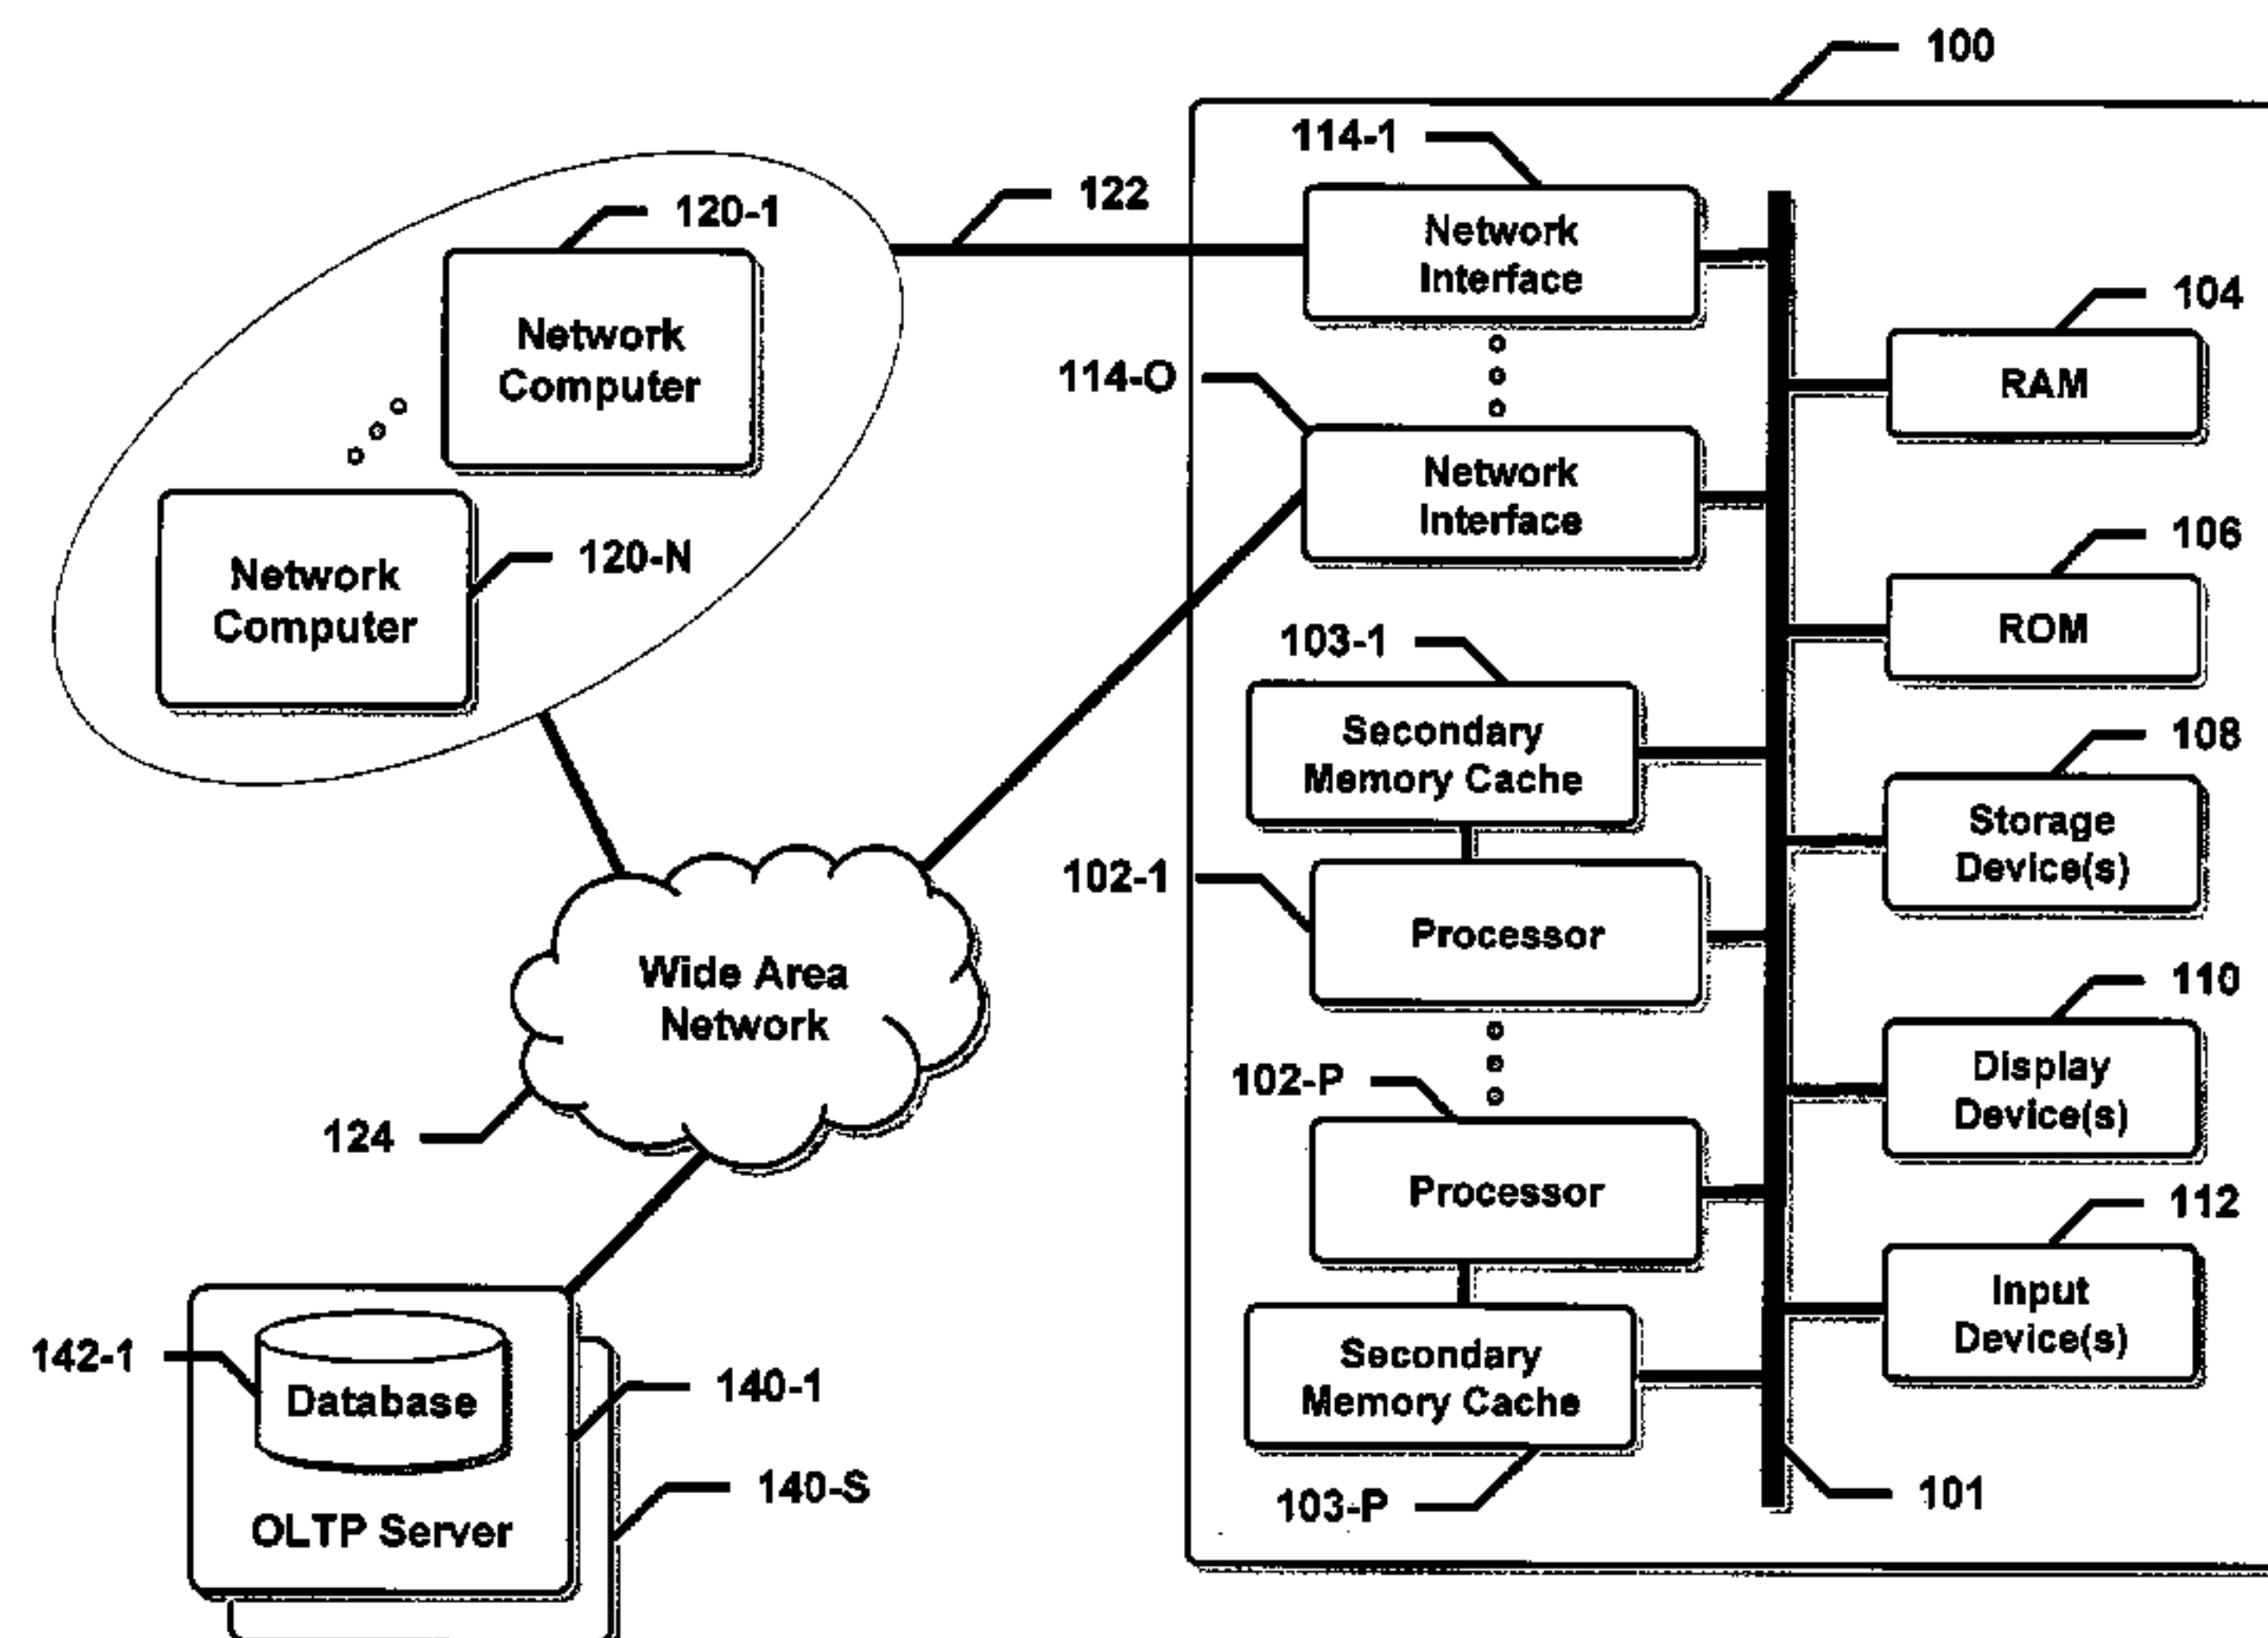 100
114-1
122
120-1
Network
Interface
104
Network
Computer
RAM
114-O
Network
Interface
106
120-N
Network
Computer
ROM
103-1
Secondary
Memory Cache
108
Storage
Device(s)
102-1
Processor
Wide Area
Network
110
Display
Device(s)
102-P
124
Processor
112
Input
Device(s)
142-1
Database
140-1
Secondary
Memory Cache
140-S
OLTP Server
103-P
101